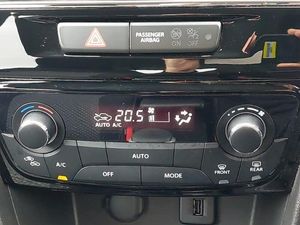 PASSENGER
AIRBAG
ON OFF
20.5
AUTO A/C
AUTO
A/C
OFF
MODE
FRONT
REAR